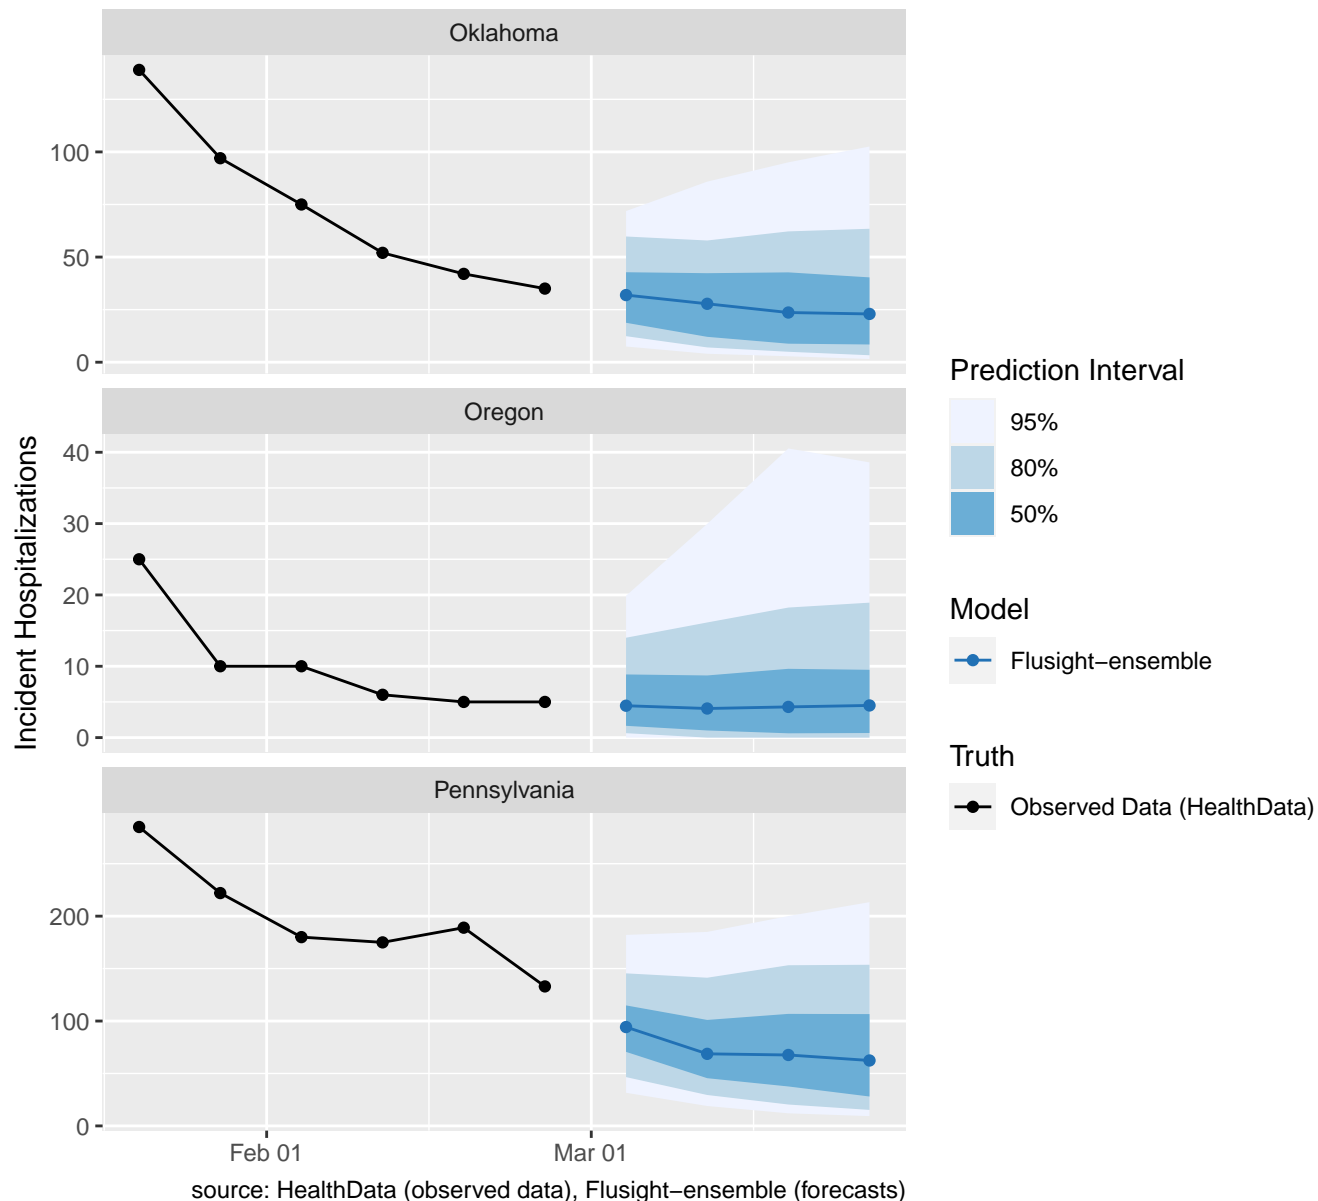 Oklahoma
100
50
0
Oregon
40
30
20
10
0
Pennsylvania
200
100
0
Feb 01
Mar 01
Incident Hospitalizations
source: HealthData (observed data), Flusight−ensemble (forecasts)
Prediction Interval
95%
80%
50%
Model
Flusight−ensemble
Truth
Observed Data (HealthData)